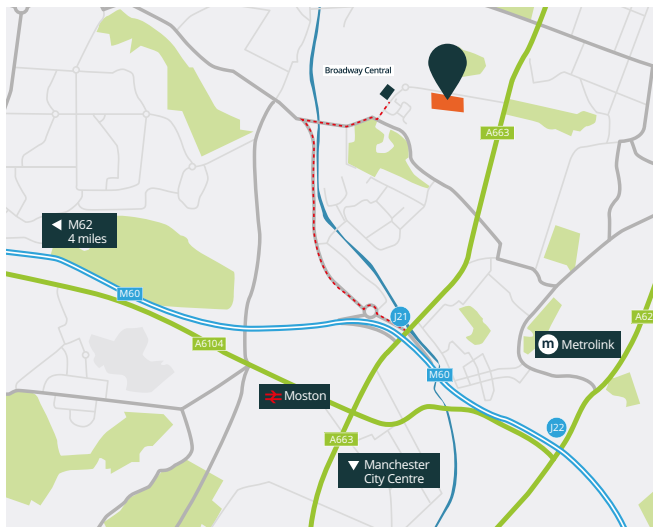 Broadway Central
A663
M62
4 miles
M60
J21
A62
A6104
m Metrolink
M60
Moston
J22
A663
Manchester
City Centre